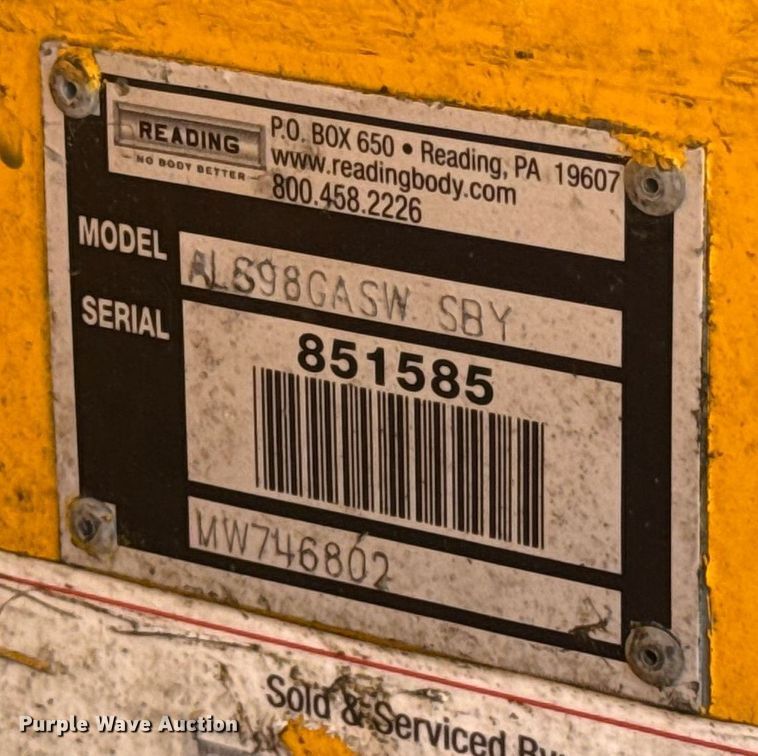 READING
NO BODY BETTER
P.O. BOX 650 • Reading, PA 19607
www.readingbody.com
800.458.2226
MODEL
SBY
SERIAL
851585
MW746802
Sold & Serviced By
Purple Wave Auction